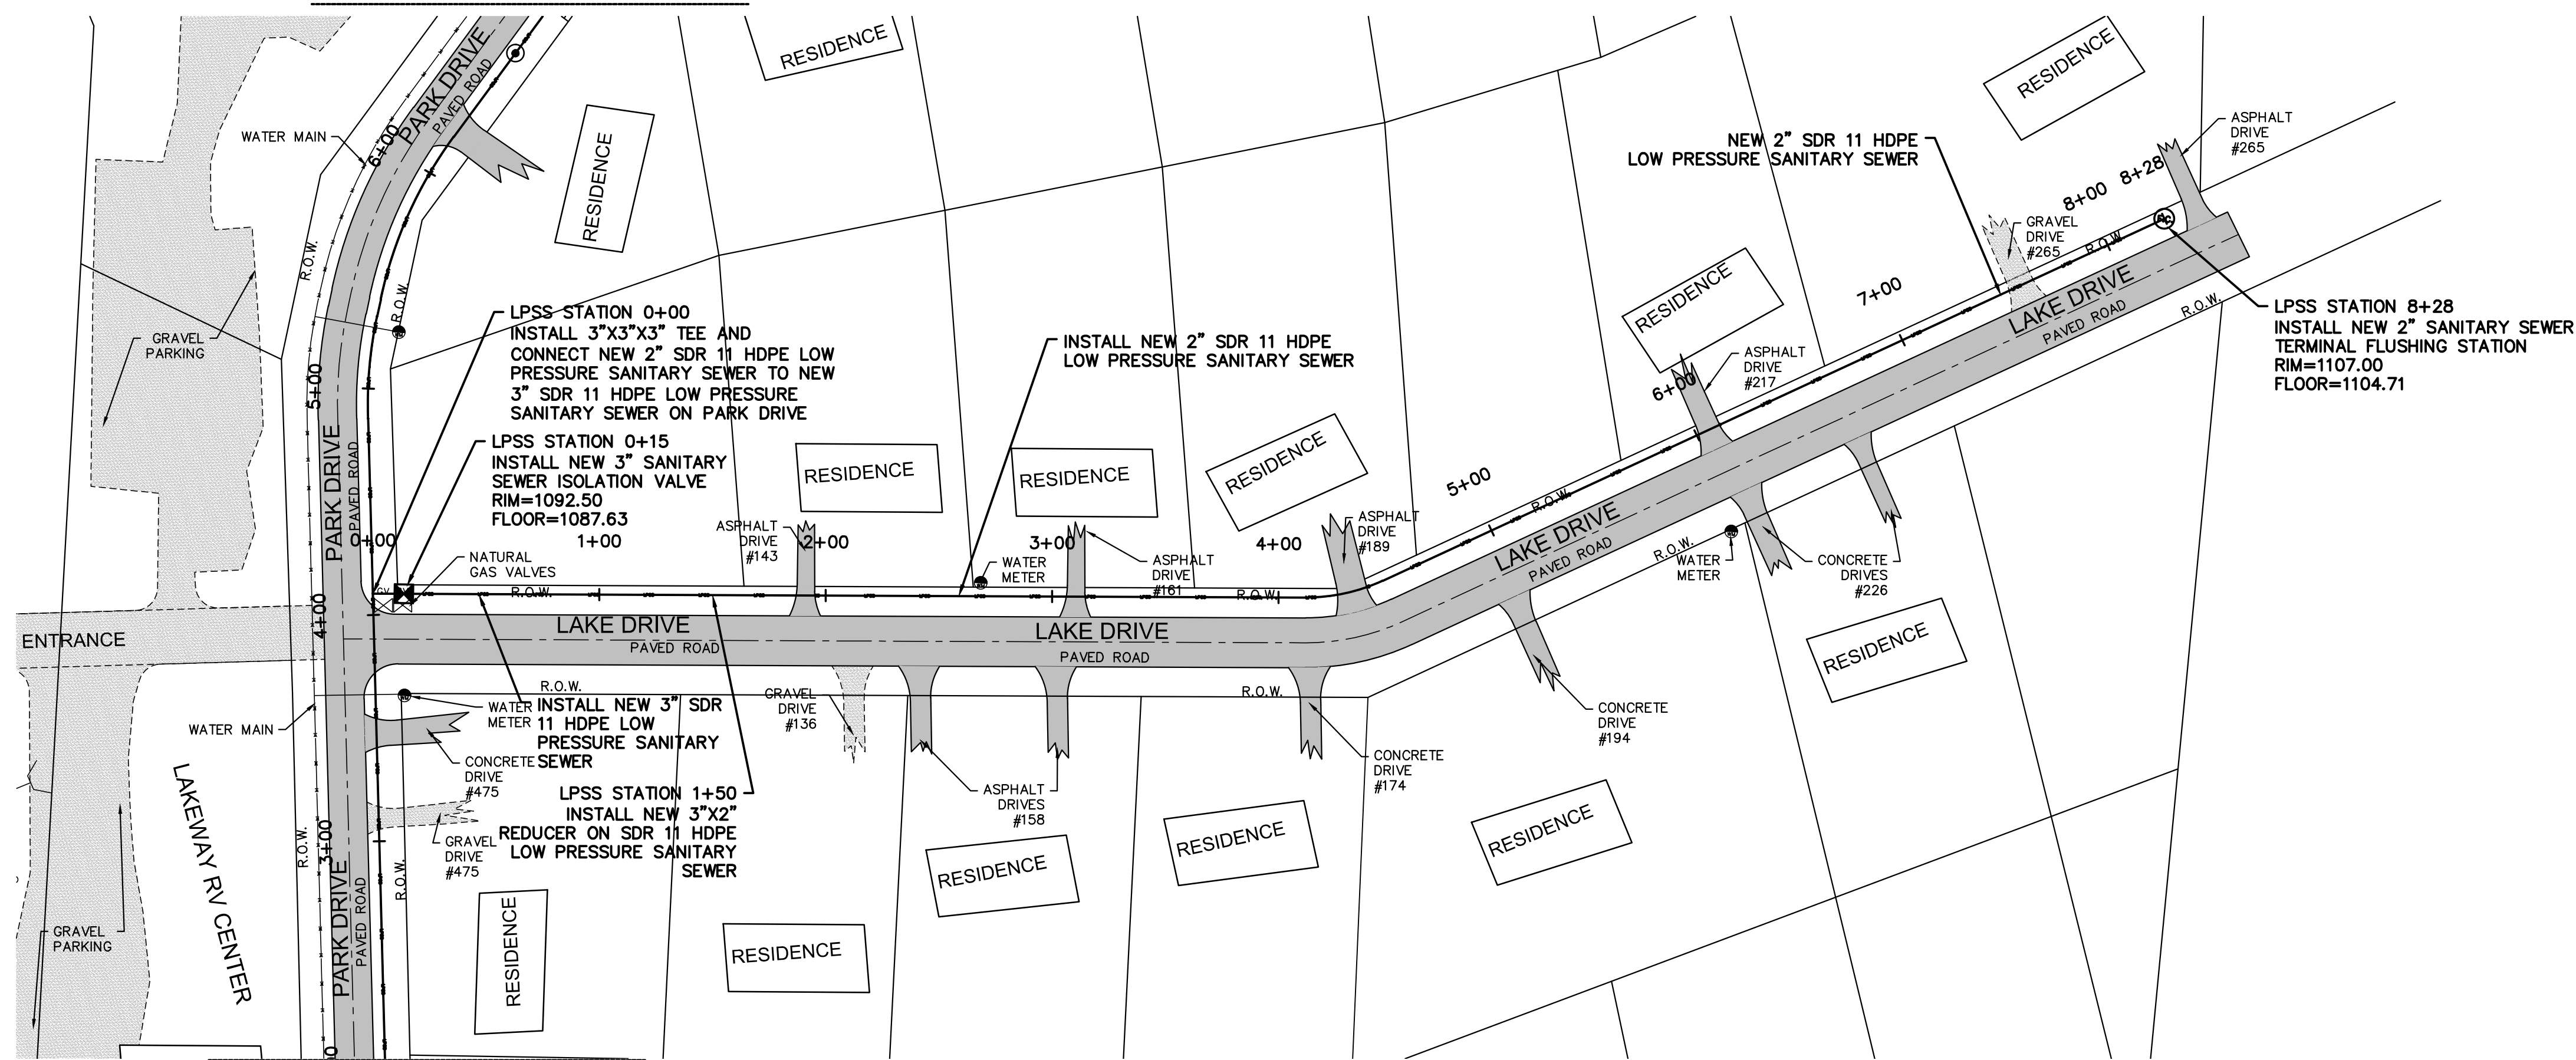 RESIDENCE
PARK DRIVE
PAVED ROAD
WATER MAIN
6+00
RESIDENCE
R.O.W.
R.O.W.
GRAVEL
PARKING
5+00
PARK DRIVE
PAVED ROAD
LPSS STATION 0+00
INSTALL 3"X3"X3" TEE AND
CONNECT NEW 2" SDR 11 HDPE LOW
PRESSURE SANITARY SEWER TO NEW
3" SDR 11 HDPE LOW PRESSURE
SANITARY SEWER ON PARK DRIVE
LPSS STATION 0+15
INSTALL NEW 3" SANITARY
SEWER ISOLATION VALVE
RIM=1092.50
FLOOR=1087.63
NATURAL
GAS VALVES
GV
0+00
1+00
2+00
3+00
4+00
5+00
6+00
7+00
8+00
8+28
INSTALL NEW 2" SDR 11 HDPE
LOW PRESSURE SANITARY SEWER
NEW 2" SDR 11 HDPE
LOW PRESSURE SANITARY SEWER
RESIDENCE
RESIDENCE
RESIDENCE
RESIDENCE
RESIDENCE
ASPHALT
DRIVE
#143
WATER
METER
ASPHALT
DRIVE
#161
ASPHALT
DRIVE
#189
ASPHALT
DRIVE
#217
GRAVEL
DRIVE
#265
ASPHALT
DRIVE
#265
LPSS STATION 8+28
INSTALL NEW 2" SANITARY SEWER
TERMINAL FLUSHING STATION
RIM=1107.00
FLOOR=1104.71
R.O.W.
R.O.W.
R.O.W.
R.O.W.
R.O.W.
R.O.W.
LAKE DRIVE
PAVED ROAD
LAKE DRIVE
PAVED ROAD
LAKE DRIVE
PAVED ROAD
LAKE DRIVE
PAVED ROAD
ENTRANCE
4+00
WATER MAIN
R.O.W.
R.O.W.
WATER
METER
INSTALL NEW 3" SDR
11 HDPE LOW
PRESSURE SANITARY
SEWER
CONCRETE
DRIVE
#475
LPSS STATION 1+50
INSTALL NEW 3"X2"
REDUCER ON SDR 11 HDPE
LOW PRESSURE SANITARY
SEWER
GRAVEL
DRIVE
#475
GRAVEL
DRIVE
#136
ASPHALT
DRIVES
#158
CONCRETE
DRIVE
#174
CONCRETE
DRIVE
#194
WATER
METER
CONCRETE
DRIVES
#226
RESIDENCE
RESIDENCE
RESIDENCE
RESIDENCE
RESIDENCE
RESIDENCE
LAKEWAY RV CENTER
GRAVEL
PARKING
R.O.W.
3+00
PARK DRIVE
PAVED ROAD
R.O.W.